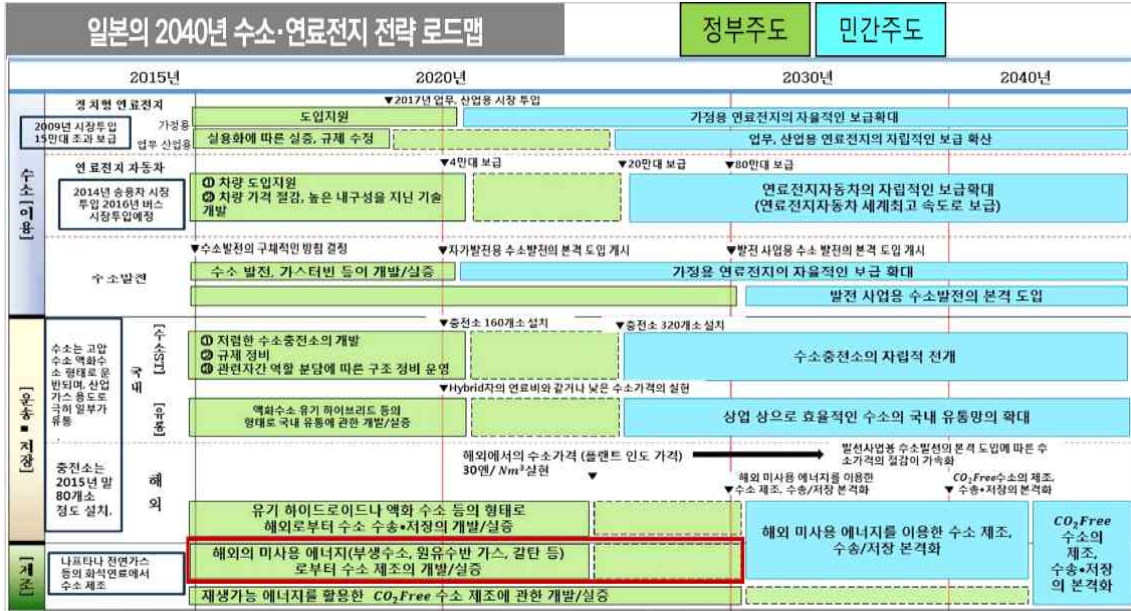 일본의 2040년 수소·연료전지 전략 로드맵
정부주도
민간주도
2015년
2020년
2030년
2040년
수소[이용]
경치형 연료전지
2009년 시장투입
15만대 초과 보급
가정용
업무 산업용
▼2017년 업무, 산업용 시장 투입
도입지원
가정용 연료전지의 자율적인 보급확대
실용화에 따른 실증, 규제 수정
업무, 산업용 연료전지의 자립적인 보급 확산
연료전지 자동차
2014년 승용차 시장
투입 2016년 버스
시장투입예정
▼4만대 보급
▼20만대 보급
▼80만대 보급
① 차량 도입지원
② 차량 가격 절감, 높은 내구성을 지닌 기술
개발
연료전지자동차의 자립적인 보급확대
(연료전지자동차 세계최고 속도로 보급)
수소발전
▼수소발전의 구체적인 방침 결정
▼자가발전용 수소발전의 본격 도입 개시
▼발전 사업용 수소 발전의 본격 도입 개시
수소 발전, 가스터빈 등이 개발/실증
가정용 연료전지의 자율적인 보급 확대
발전 사업용 수소발전의 본격 도입
[운송■저장]
수소는 고압
수소 액화수
소 형태로 운
반되며, 산업
가스 용도로
극히 일부가
유통
.
충전소는
2015년 말
80개소
정도 설치.
국내
[수소ST]
▼충전소 160개소 설치
▼충전소 320개소 설치
① 저렴한 수소충전소의 개발
② 규제 정비
③ 관련자간 역할 분담에 따른 구조 정비 운영
수소충전소의 자립적 전개
[유통]
▼Hybrid차의 연료비와 같거나 낮은 수소가격의 실현
액화수소 유기 하이브리드 등의
형태로 국내 유통에 관한 개발/실증
상업 상으로 효율적인 수소의 국내 유통망의 확대
해외
해외에서의 수소가격 (플랜트 인도 가격)
30엔/ Nm³실현
발전사업용 수소발전의 본격 도입에 따른 수
소가격의 절감이 가속화
해외 미사용 에너지를 이용한
▼수소 제조, 수송/저장 본격화
CO₂Free수소의 제조,
▼수송•저장의 본격화
유기 하이드로이드나 액화 수소 등의 형태로
해외로부터 수소 수송•저장의 개발/실증
해외 미사용 에너지를 이용한 수소 제조,
수송/저장 본격화
CO₂Free
수소의
제조,
수송•저장
의 본격화
[제조]
나프타나 천연가스
등의 화석연료에서
수소 제조
해외의 미사용 에너지(부생수소, 원유수반 가스, 갈탄 등)
로부터 수소 제조의 개발/실증
재생가능 에너지를 활용한 CO₂Free 수소 제조에 관한 개발/실증